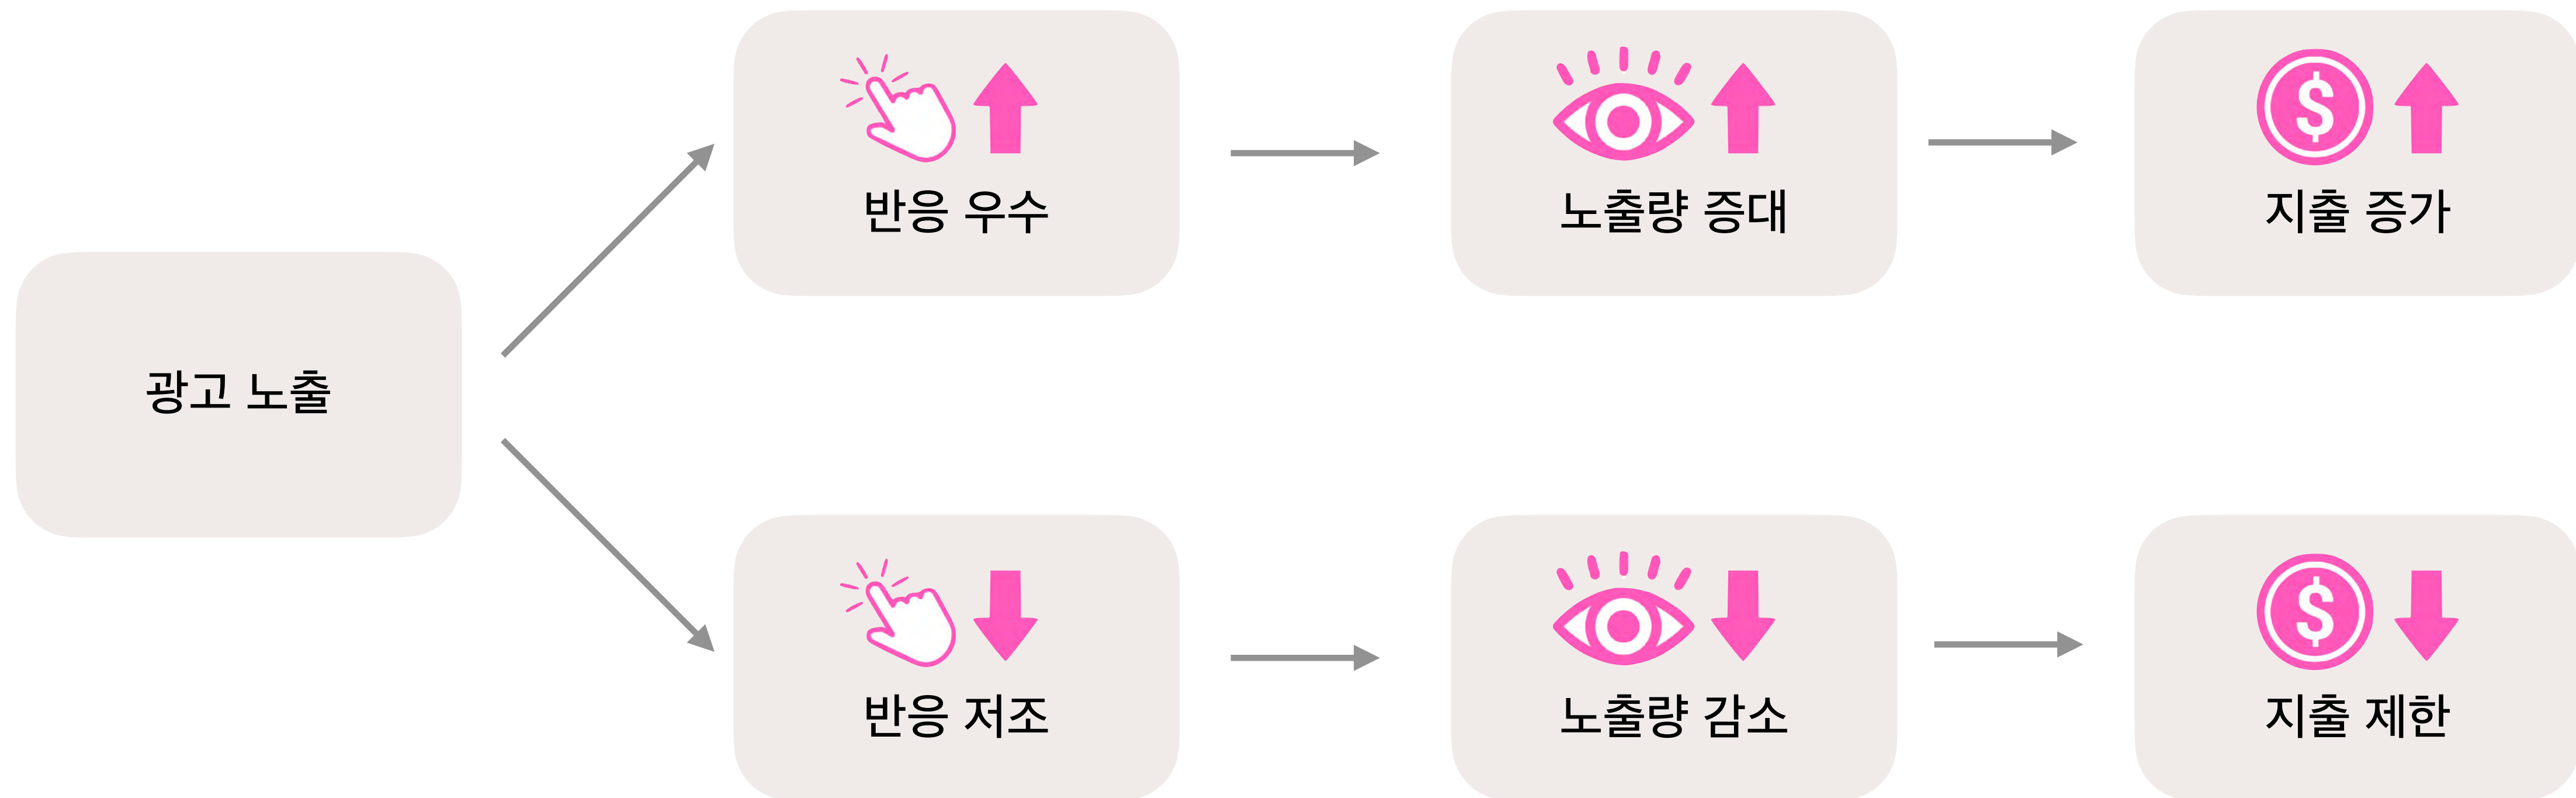 광고 노출
반응 우수
노출량 증대
지출 증가
반응 저조
노출량 감소
지출 제한